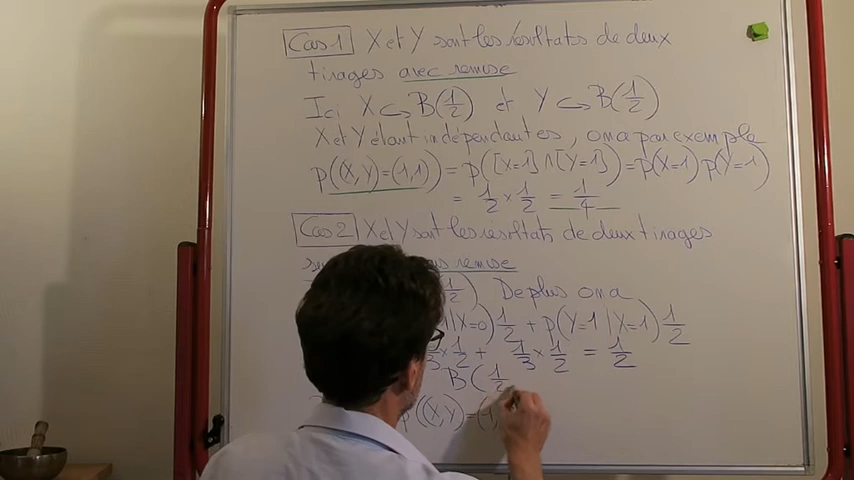 Cas 1 X et Y sont les résultats de deux
tirages avec remise
Ici X ↪ B(1/2) et Y ↪ B(1/2)
X et Y étant indépendantes, on a par exemple
p((X,Y)=(1,1)) = p([X=1]∩[Y=1]) = p(X=1)p(Y=1)
= 1/2 × 1/2 = 1/4
Cas 2 X et Y sont les résultats de deux tirages
remise
1/2) De plus on a
|X=0) 1/2 + p(Y=1|X=1) 1/2
/3 × 1/2 + 1/3 × 1/2 = 1/2
B(1/2
p((X,Y)=(1,